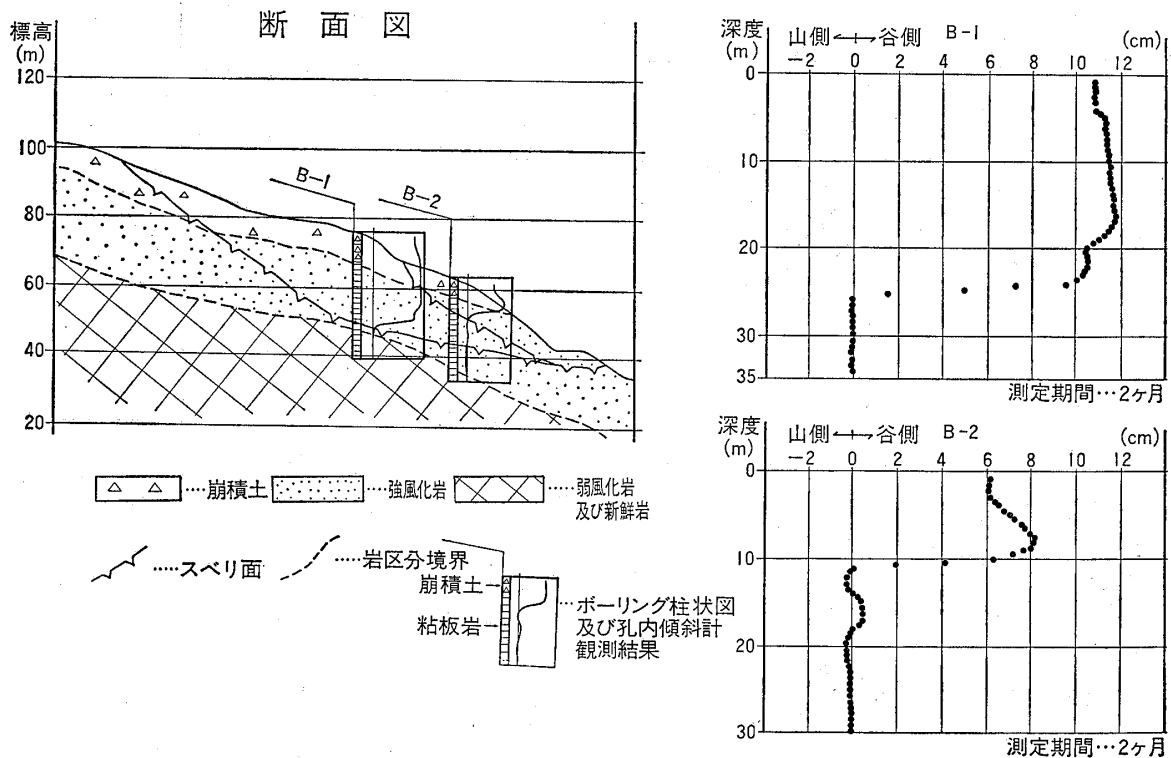 断面図
標高
(m)
120
100
80
60
40
20
B-1
B-2
△ △ ……崩積土
……強風化岩
……弱風化岩
及び新鮮岩
……スベリ面
……岩区分境界
崩積土
粘板岩
……ボーリング柱状図
及び孔内傾斜計
観測結果
深度
(m)
山側 ←→ 谷側 B-1 (cm)
-2 0 2 4 6 8 10 12
0
10
20
30
35
測定期間…2ヶ月
深度
(m)
山側 ←→ 谷側 B-2 (cm)
-2 0 2 4 6 8 10 12
0
10
20
30
測定期間…2ヶ月